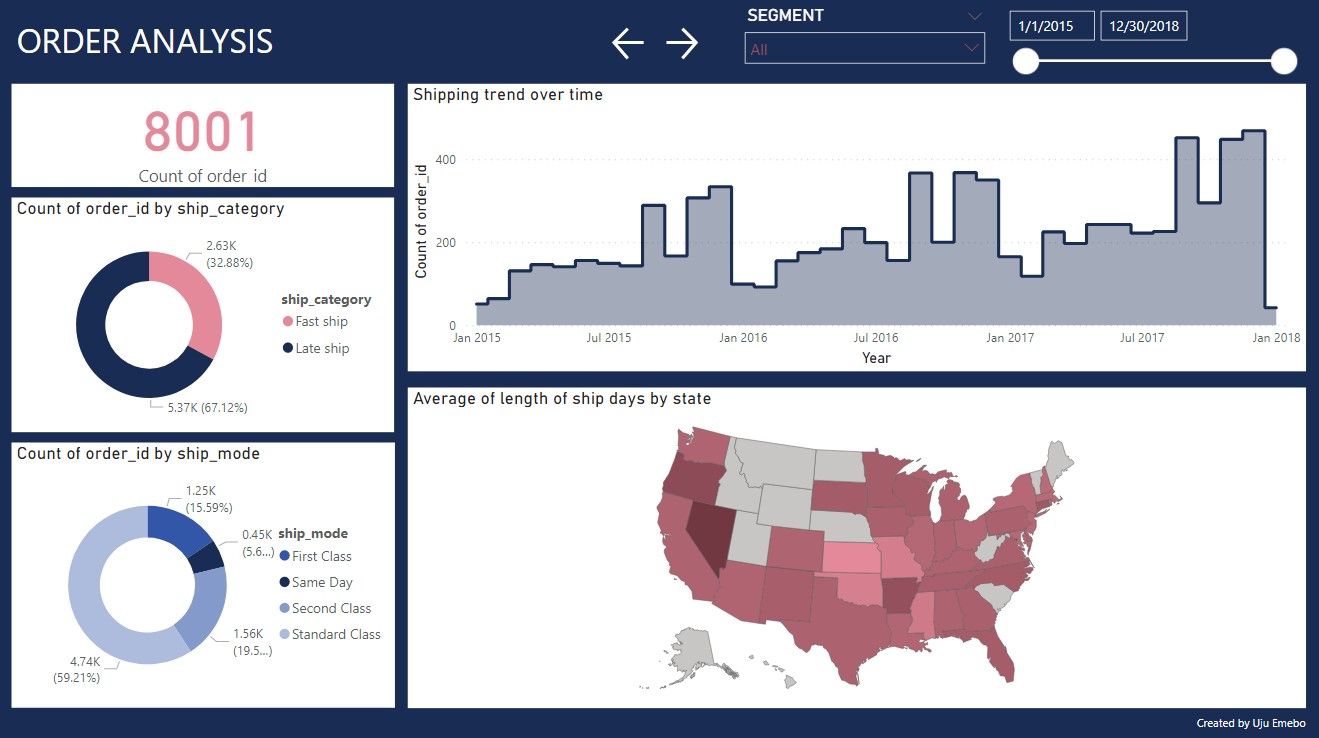 ORDER ANALYSIS
SEGMENT
All
1/1/2015
12/30/2018
8001
Count of order_id
Count of order_id by ship_category
2.63K
(32.88%)
5.37K (67.12%)
ship_category
Fast ship
Late ship
Count of order_id by ship_mode
1.25K
(15.59%)
0.45K
(5.6...)
1.56K
(19.5...)
4.74K
(59.21%)
ship_mode
First Class
Same Day
Second Class
Standard Class
Shipping trend over time
Count of order_id
400
200
0
Jan 2015
Jul 2015
Jan 2016
Jul 2016
Jan 2017
Jul 2017
Jan 2018
Year
Average of length of ship days by state
Created by Uju Emebo